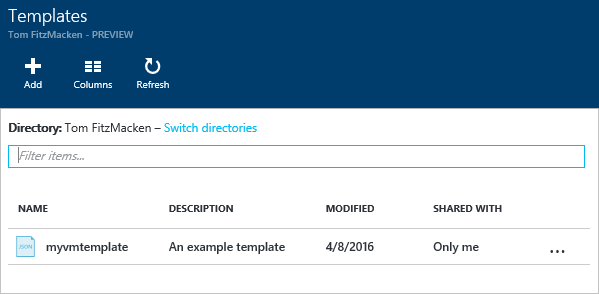 Templates
Tom FitzMacken - PREVIEW
Add Columns Refresh
Directory: Tom FitzMacken – Switch directories
Filter items...
NAME DESCRIPTION MODIFIED SHARED WITH
JSON myvmtemplate An example template 4/8/2016 Only me ...